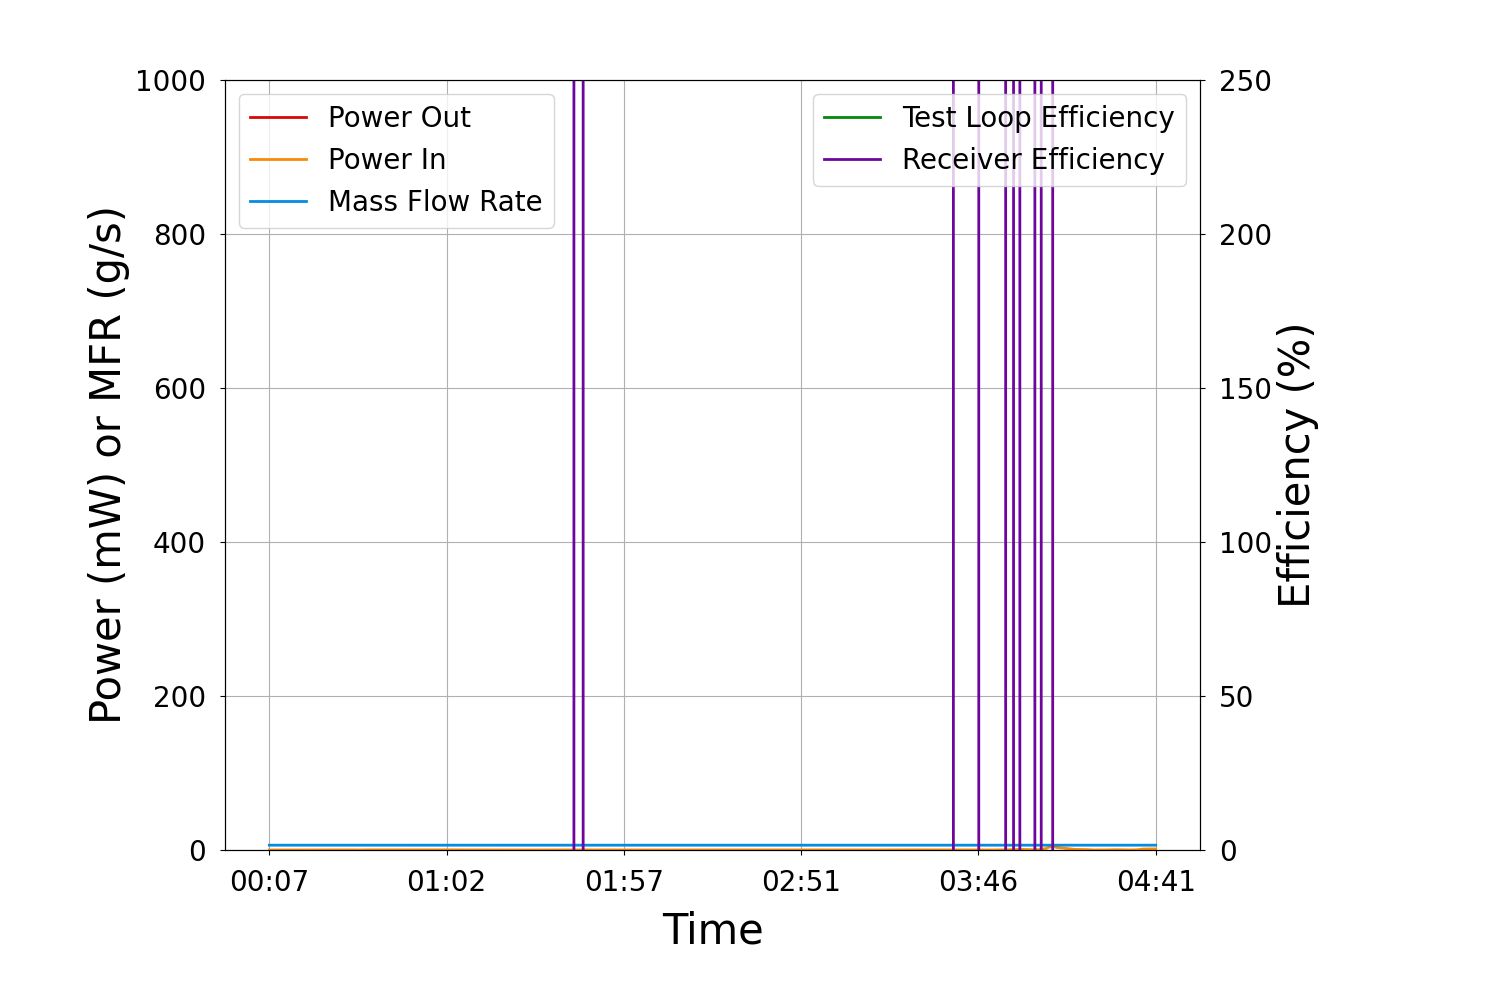 1000
800
600
400
200
0
Power (mW) or MFR (g/s)
Power Out
Power In
Mass Flow Rate
Test Loop Efficiency
Receiver Efficiency
250
200
150
100
50
0
Efficiency (%)
00:07 01:02 01:57 02:51 03:46 04:41
Time